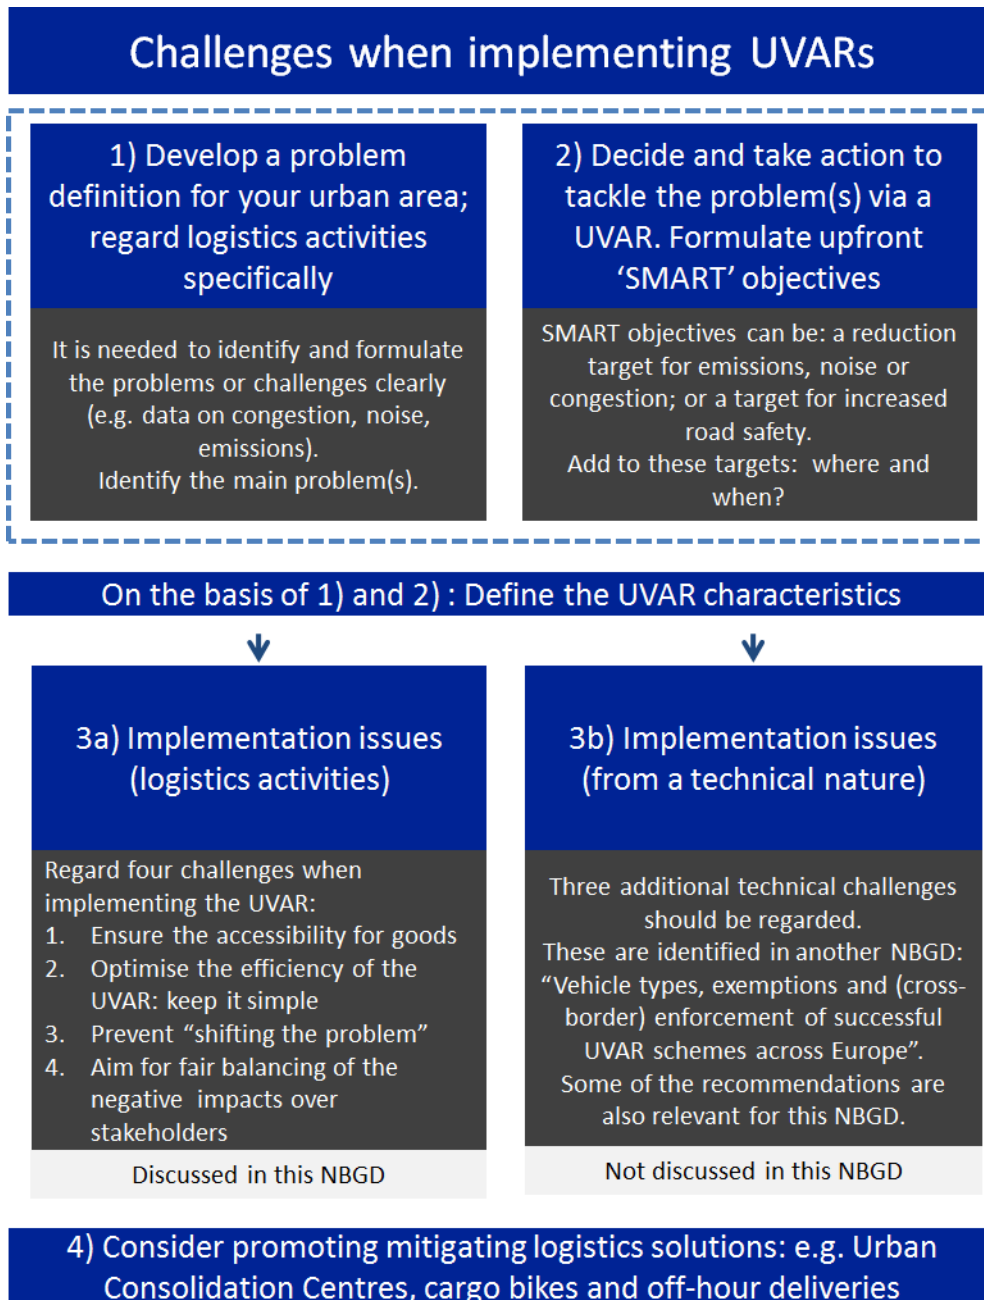 Challenges when implementing UVARs
1) Develop a problem
definition for your urban area;
regard logistics activities
specifically
It is needed to identify and formulate
the problems or challenges clearly
(e.g. data on congestion, noise,
emissions).
Identify the main problem(s).
2) Decide and take action to
tackle the problem(s) via a
UVAR. Formulate upfront
‘SMART’ objectives
SMART objectives can be: a reduction
target for emissions, noise or
congestion; or a target for increased
road safety.
Add to these targets: where and
when?
On the basis of 1) and 2) : Define the UVAR characteristics
3a) Implementation issues
(logistics activities)
Regard four challenges when
implementing the UVAR:
1. Ensure the accessibility for goods
2. Optimise the efficiency of the
UVAR: keep it simple
3. Prevent “shifting the problem”
4. Aim for fair balancing of the
negative impacts over
stakeholders
Discussed in this NBGD
3b) Implementation issues
(from a technical nature)
Three additional technical challenges
should be regarded.
These are identified in another NBGD:
“Vehicle types, exemptions and (cross-
border) enforcement of successful
UVAR schemes across Europe”.
Some of the recommendations are
also relevant for this NBGD.
Not discussed in this NBGD
4) Consider promoting mitigating logistics solutions: e.g. Urban
Consolidation Centres, cargo bikes and off-hour deliveries